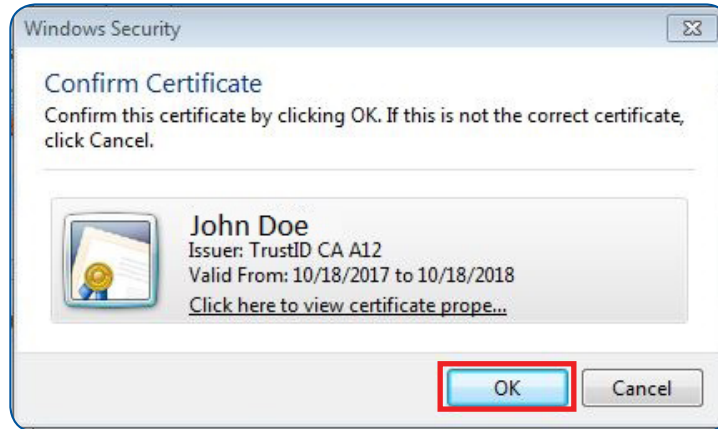 Windows Security
Confirm Certificate
Confirm this certificate by clicking OK. If this is not the correct certificate,
click Cancel.
John Doe
Issuer: TrustID CA A12
Valid From: 10/18/2017 to 10/18/2018
Click here to view certificate prope...
OK
Cancel